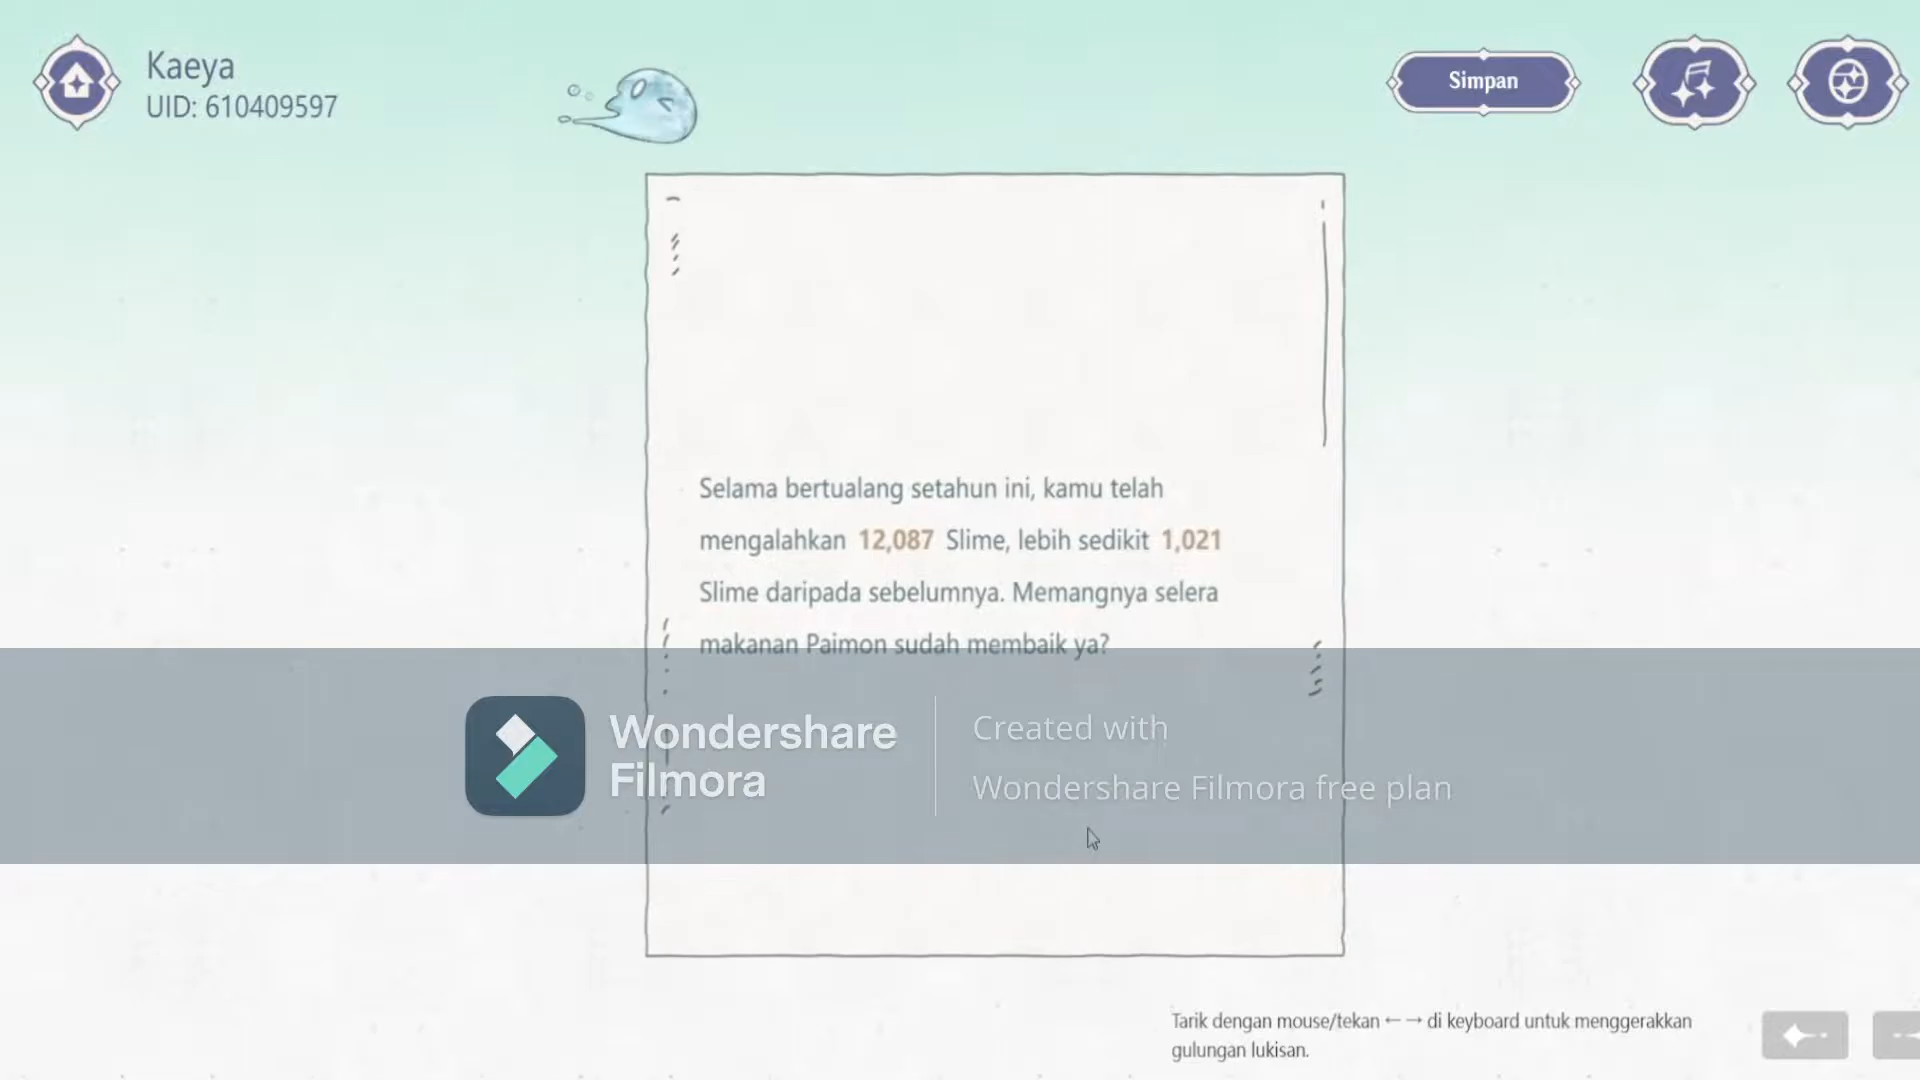 Kaeya
UID: 610409597
Simpan
Selama bertualang setahun ini, kamu telah
mengalahkan 12,087 Slime, lebih sedikit 1,021
Slime daripada sebelumnya. Memangnya selera
makanan Paimon sudah membaik ya?
Wondershare
Filmora
Created with
Wondershare Filmora free plan
Tarik dengan mouse/tekan ←→ di keyboard untuk menggerakkan
gulungan lukisan.